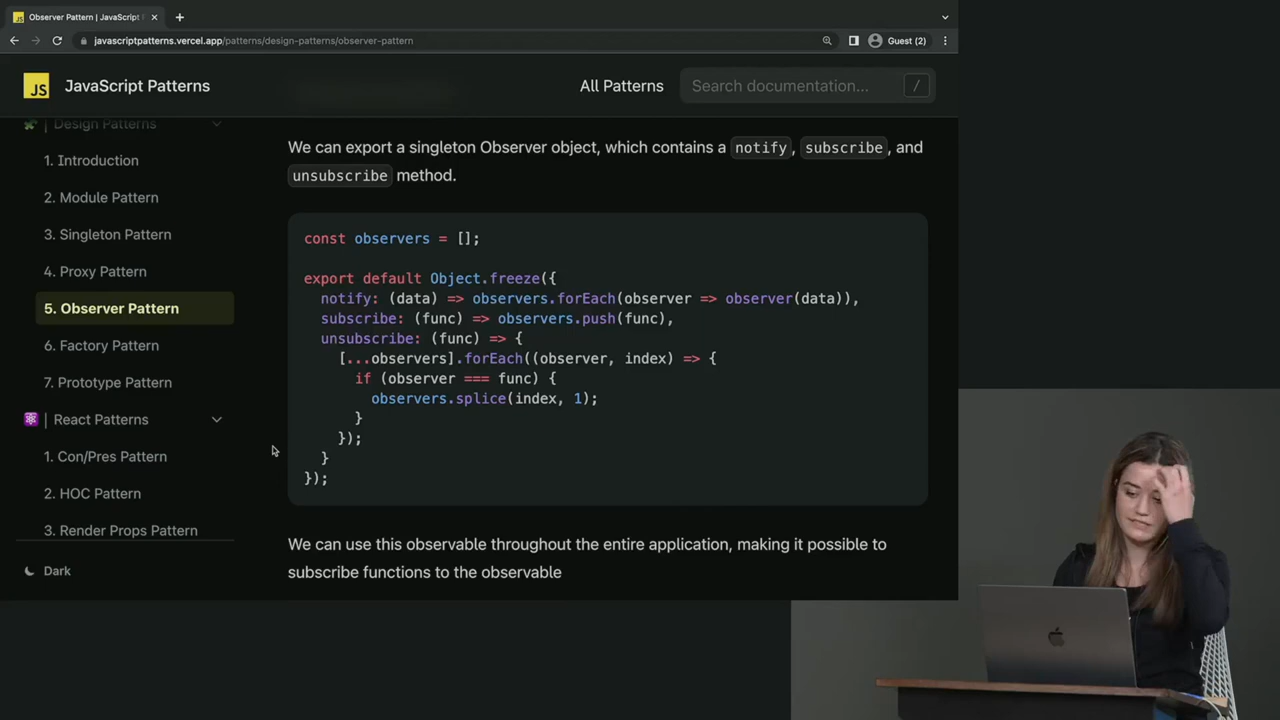 Observer Pattern | JavaScript
javascriptpatterns.vercel.app/patterns/design-patterns/observer-pattern
Guest (2)
JS
JavaScript Patterns
All Patterns
Search documentation...
/
| Design Patterns
1. Introduction
2. Module Pattern
3. Singleton Pattern
4. Proxy Pattern
5. Observer Pattern
6. Factory Pattern
7. Prototype Pattern
| React Patterns
1. Con/Pres Pattern
2. HOC Pattern
3. Render Props Pattern
Dark
We can export a singleton Observer object, which contains a notify, subscribe, and
unsubscribe method.
const observers = [];
export default Object.freeze({
notify: (data) => observers.forEach(observer => observer(data)),
subscribe: (func) => observers.push(func),
unsubscribe: (func) => {
[...observers].forEach((observer, index) => {
if (observer === func) {
observers.splice(index, 1);
}
});
}
});
We can use this observable throughout the entire application, making it possible to
subscribe functions to the observable